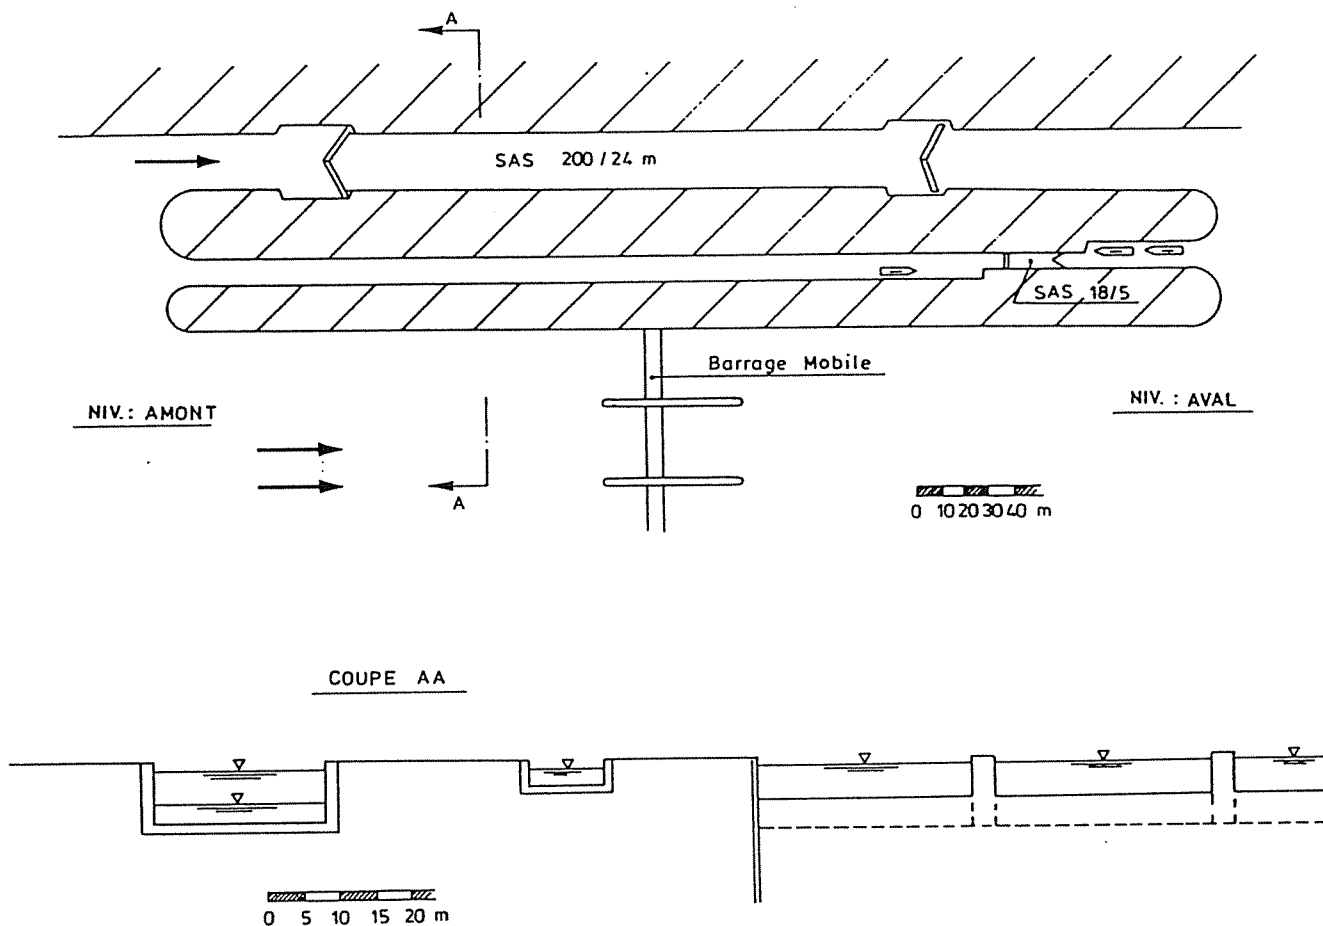 A
SAS 200 / 24 m
SAS 18/5
Barrage Mobile
NIV.: AMONT
NIV. : AVAL
A
0 10 20 30 40 m
COUPE AA
0 5 10 15 20 m